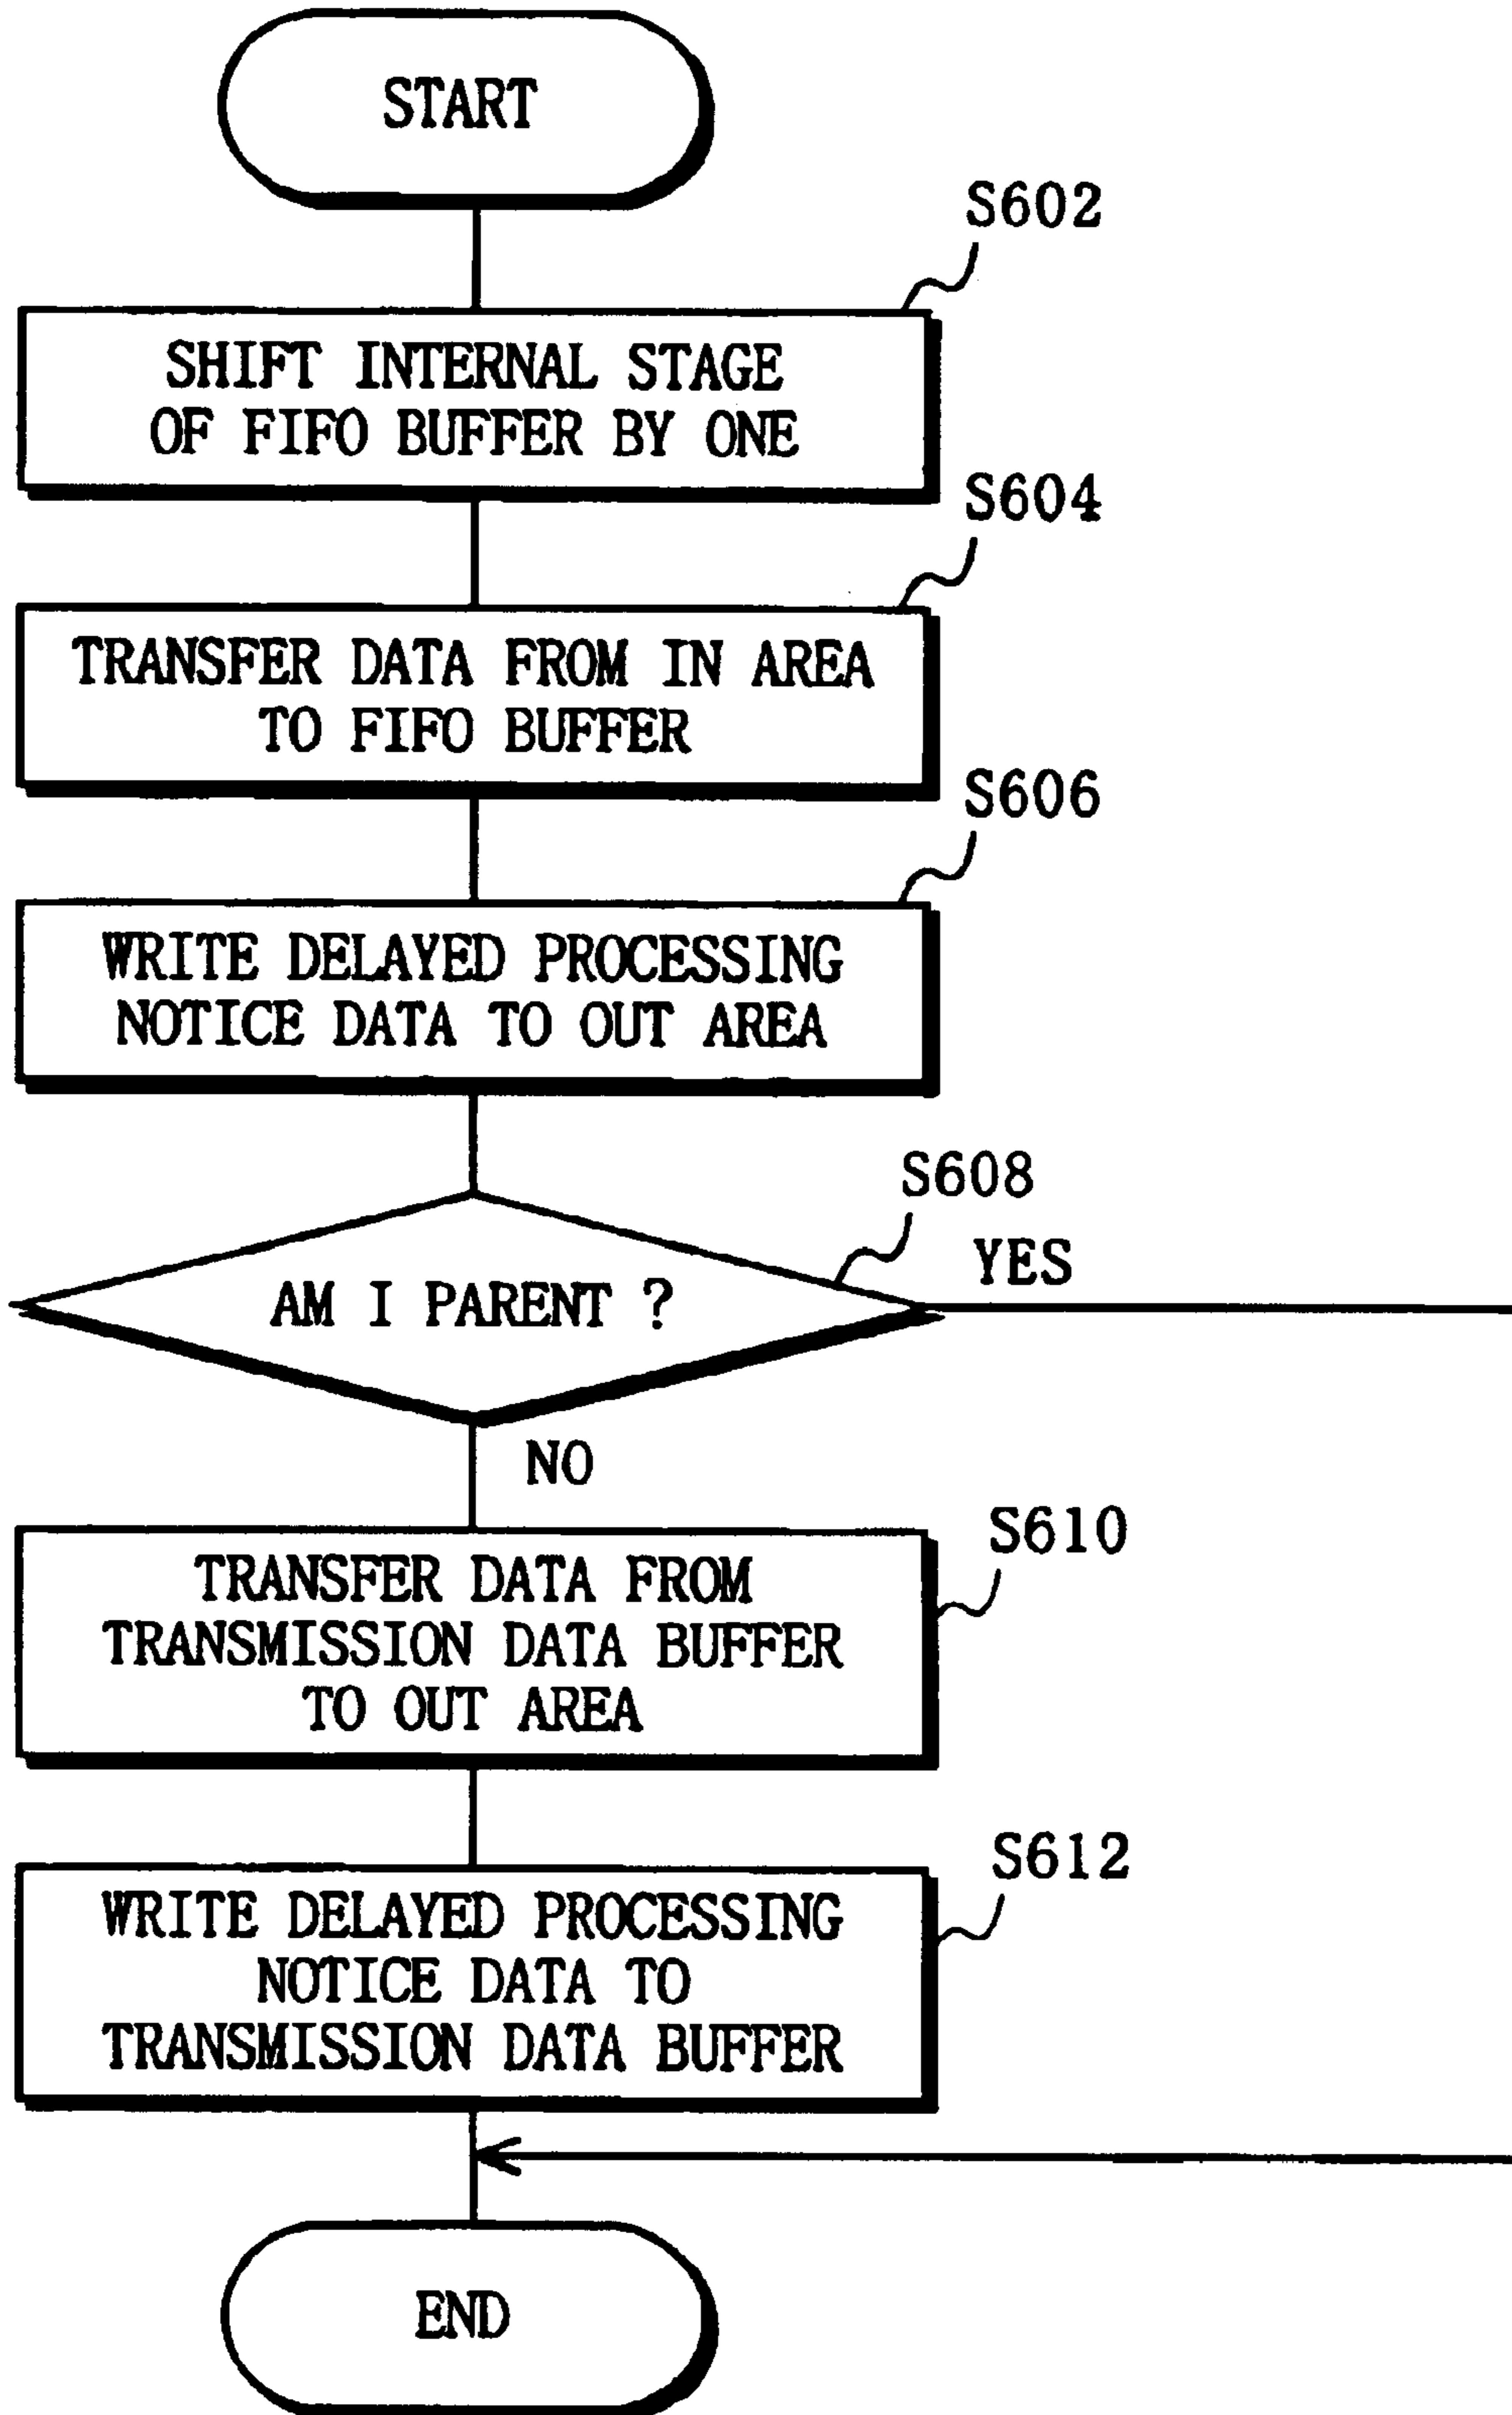 START
S602
SHIFT INTERNAL STAGE
OF FIFO BUFFER BY ONE
S604
TRANSFER DATA FROM IN AREA
TO FIFO BUFFER
S606
WRITE DELAYED PROCESSING
NOTICE DATA TO OUT AREA
S608
YES
AM I PARENT ?
NO
S610
TRANSFER DATA FROM
TRANSMISSION DATA BUFFER
TO OUT AREA
S612
WRITE DELAYED PROCESSING
NOTICE DATA TO
TRANSMISSION DATA BUFFER
END